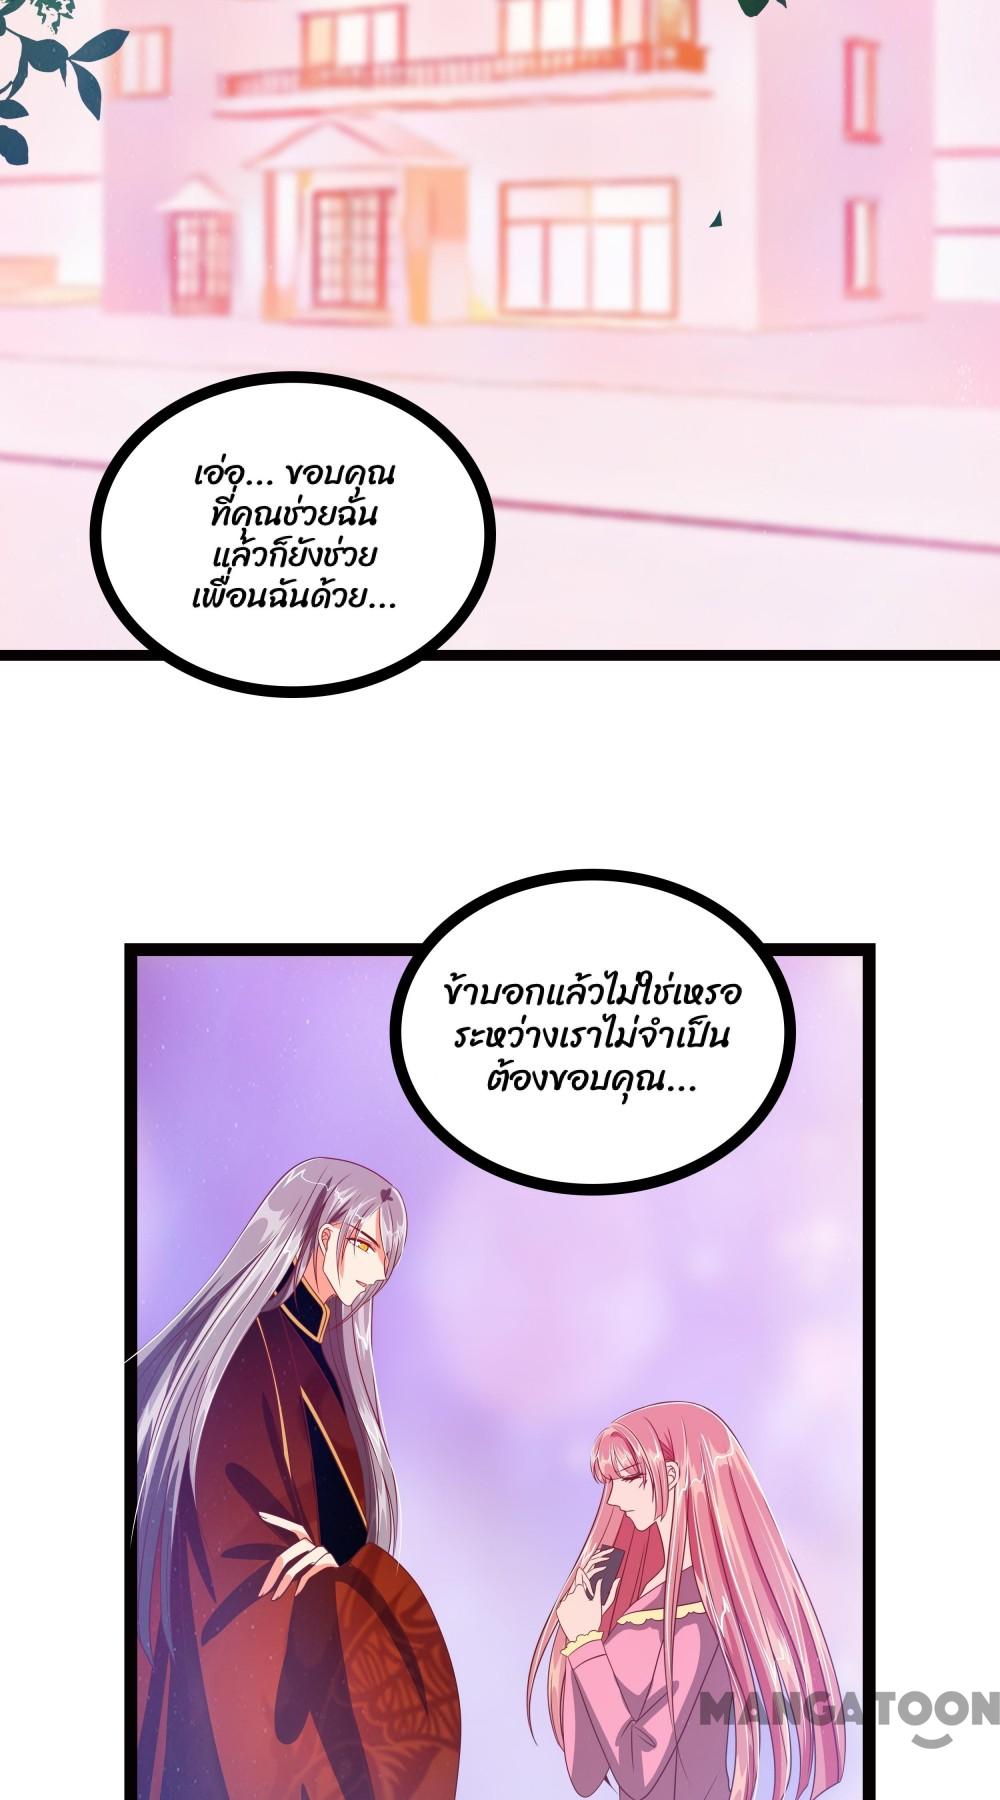 เอ่อ... ขอบคุณ
ที่คุณช่วยฉัน
แล้วก็ยังช่วย
เพื่อนฉันด้วย...
ข้าบอกแล้วไม่ใช่เหรอ
ระหว่างเราไม่จำเป็น
ต้องขอบคุณ...
MANGATOON